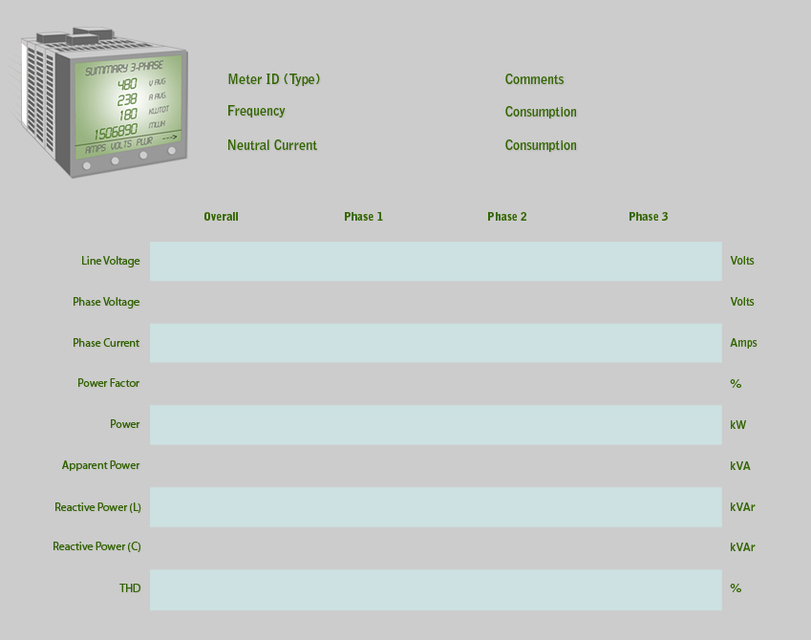 SUMMARY 3-PHASE
480 V AVG.
238 A AVG.
180 KWTOT
1506890 MWH
AMPS VOLTS PWR --->
Meter ID (Type)
Comments
Frequency
Consumption
Neutral Current
Consumption
Overall Phase 1 Phase 2 Phase 3
Line Voltage Volts
Phase Voltage Volts
Phase Current Amps
Power Factor %
Power kW
Apparent Power kVA
Reactive Power (L) kVAr
Reactive Power (C) kVAr
THD %